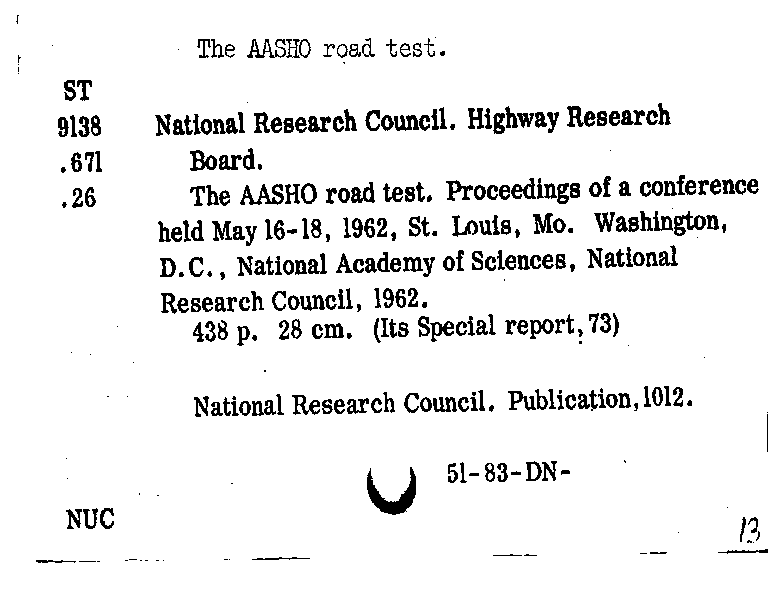 The AASHO road test.
ST
9138 National Research Council. Highway Research
.671 Board.
.26 The AASHO road test. Proceedings of a conference
held May 16-18, 1962, St. Louis, Mo. Washington,
D.C., National Academy of Sciences, National
Research Council, 1962.
438 p. 28 cm. (Its Special report, 73)
National Research Council. Publication, 1012.
51-83-DN-
NUC
13